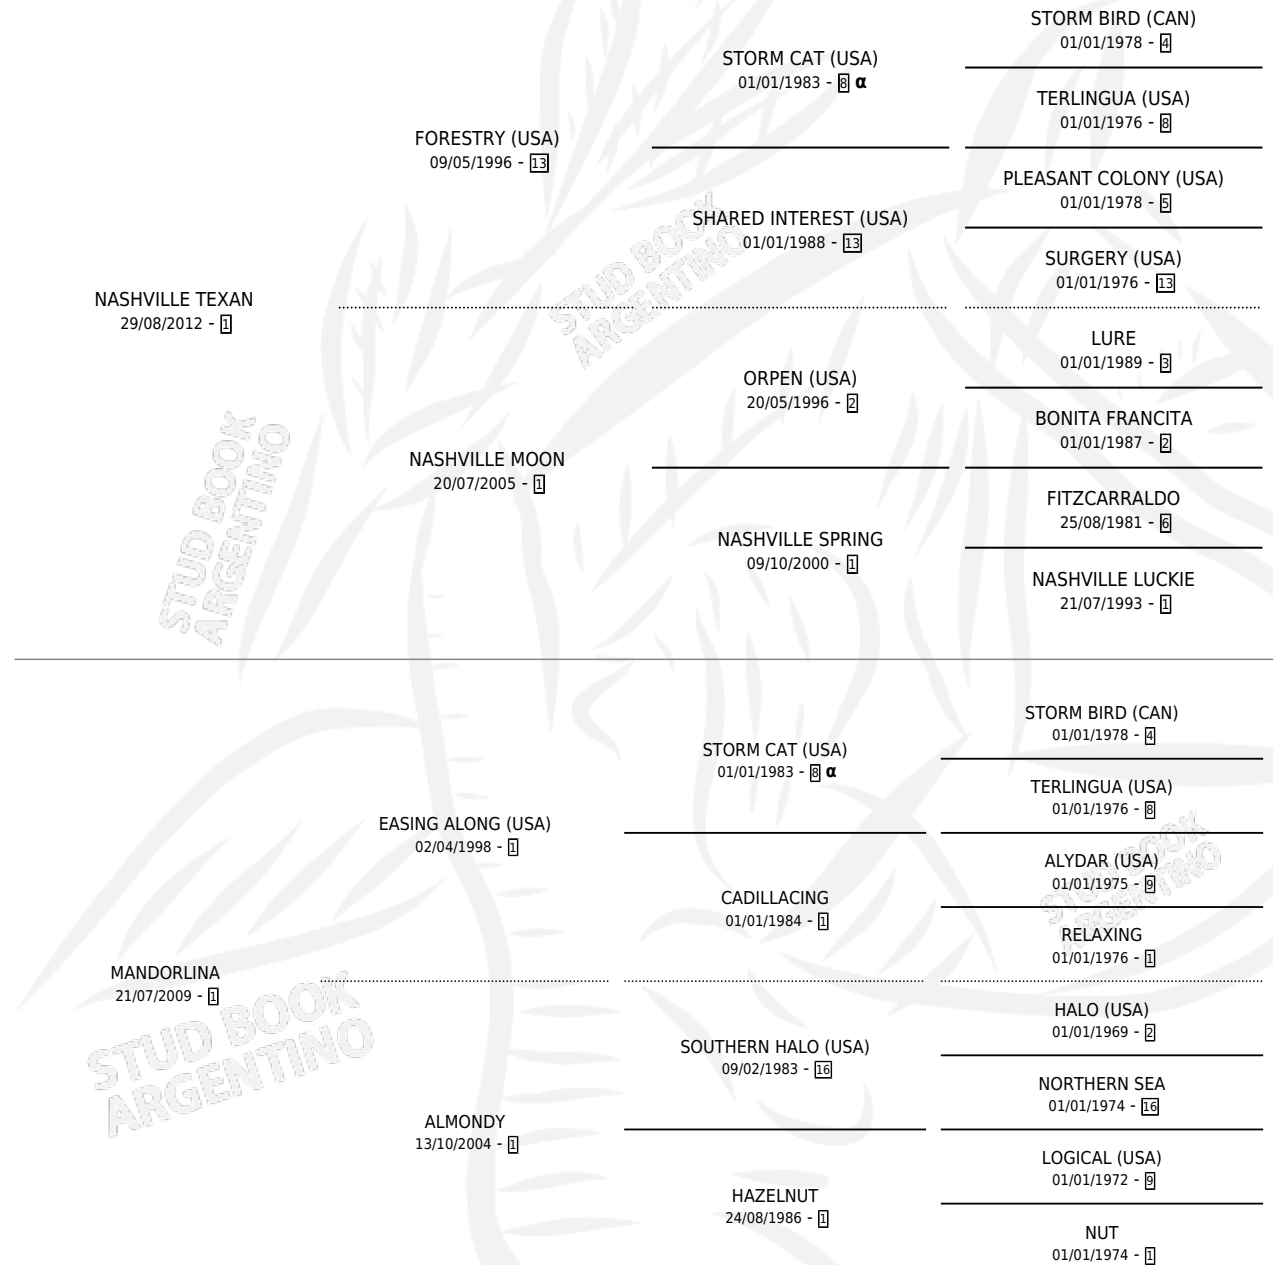 STORM BIRD (CAN)
01/01/1978 - 4
STORM CAT (USA)
01/01/1983 - 8 α
TERLINGUA (USA)
01/01/1976 - 8
FORESTRY (USA)
09/05/1996 - 13
PLEASANT COLONY (USA)
01/01/1978 - 5
SHARED INTEREST (USA)
01/01/1988 - 13
SURGERY (USA)
01/01/1976 - 13
NASHVILLE TEXAN
29/08/2012 - 1
LURE
01/01/1989 - 3
ORPEN (USA)
20/05/1996 - 2
BONITA FRANCITA
01/01/1987 - 2
NASHVILLE MOON
20/07/2005 - 1
FITZCARRALDO
25/08/1981 - 6
NASHVILLE SPRING
09/10/2000 - 1
NASHVILLE LUCKIE
21/07/1993 - 1
STUD BOOK
ARGENTINO
STUD BOOK
ARGENTINO
STORM BIRD (CAN)
01/01/1978 - 4
STORM CAT (USA)
01/01/1983 - 8 α
TERLINGUA (USA)
01/01/1976 - 8
EASING ALONG (USA)
02/04/1998 - 1
ALYDAR (USA)
01/01/1975 - 9
CADILLACING
01/01/1984 - 1
RELAXING
01/01/1976 - 1
MANDORLINA
21/07/2009 - 1
HALO (USA)
01/01/1969 - 2
SOUTHERN HALO (USA)
09/02/1983 - 16
NORTHERN SEA
01/01/1974 - 16
ALMONDY
13/10/2004 - 1
LOGICAL (USA)
01/01/1972 - 9
HAZELNUT
24/08/1986 - 1
NUT
01/01/1974 - 1
STUD BOOK
ARGENTINO
STUD BOOK
ARGENTINO